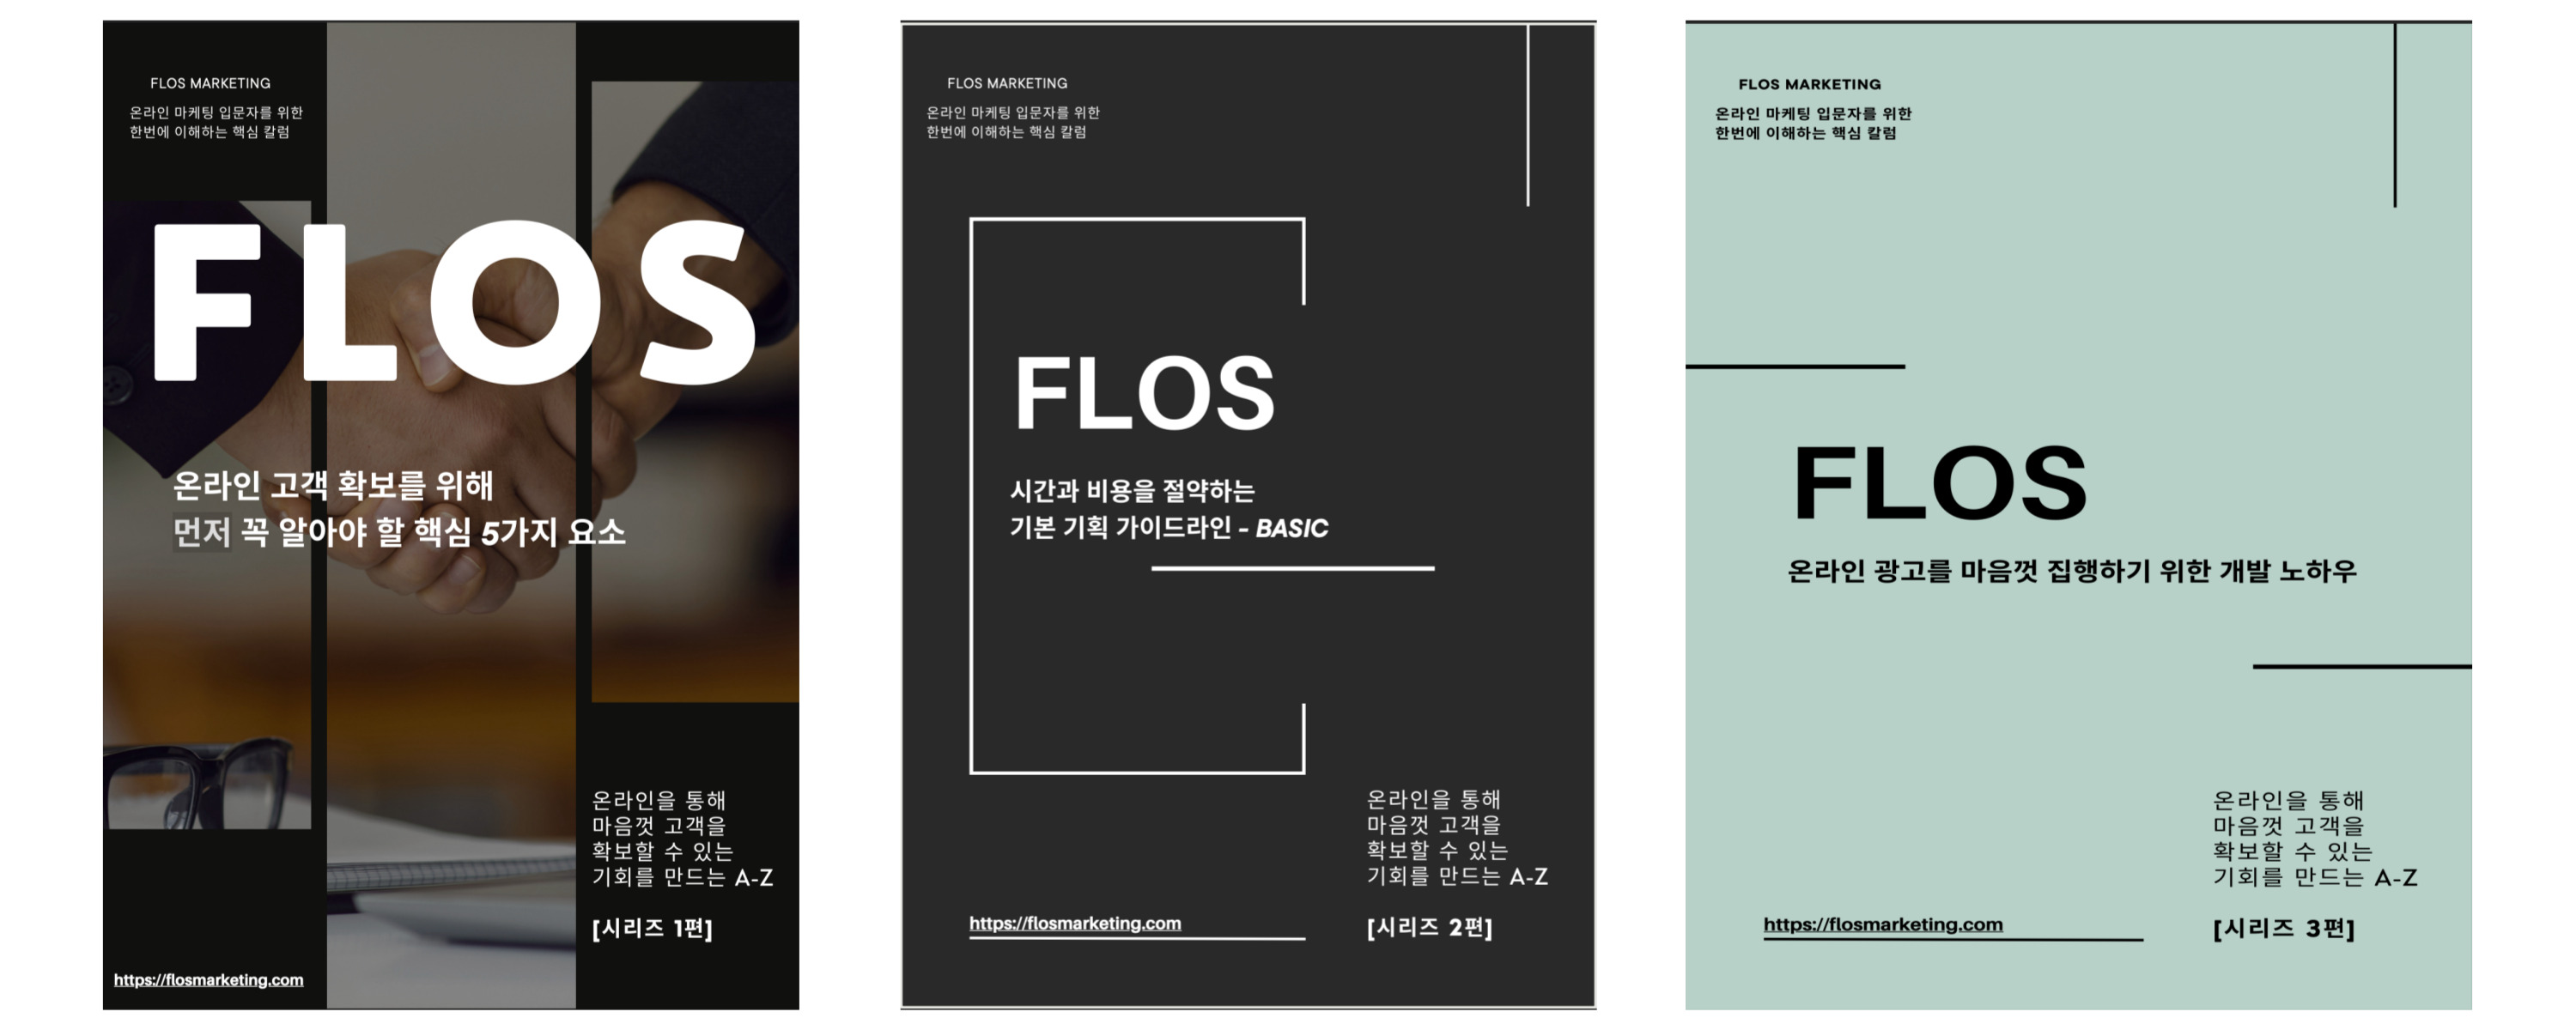 FLOS MARKETING
온라인 마케팅 입문자를 위한
한번에 이해하는 핵심 칼럼
FLOS
온라인 고객 확보를 위해
먼저 꼭 알아야 할 핵심 5가지 요소
온라인을 통해
마음껏 고객을
확보할 수 있는
기회를 만드는 A-Z
[시리즈 1편]
https://flosmarketing.com
FLOS MARKETING
온라인 마케팅 입문자를 위한
한번에 이해하는 핵심 칼럼
FLOS
시간과 비용을 절약하는
기본 기획 가이드라인 - BASIC
온라인을 통해
마음껏 고객을
확보할 수 있는
기회를 만드는 A-Z
https://flosmarketing.com
[시리즈 2편]
FLOS MARKETING
온라인 마케팅 입문자를 위한
한번에 이해하는 핵심 칼럼
FLOS
온라인 광고를 마음껏 집행하기 위한 개발 노하우
온라인을 통해
마음껏 고객을
확보할 수 있는
기회를 만드는 A-Z
https://flosmarketing.com
[시리즈 3편]